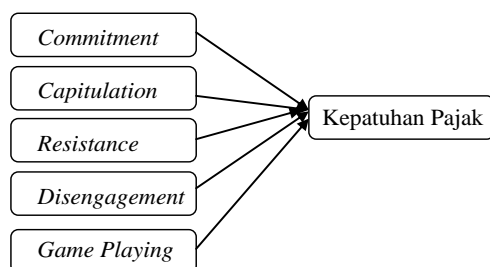 Commitment
Capitulation
Resistance
Kepatuhan Pajak
Disengagement
Game Playing